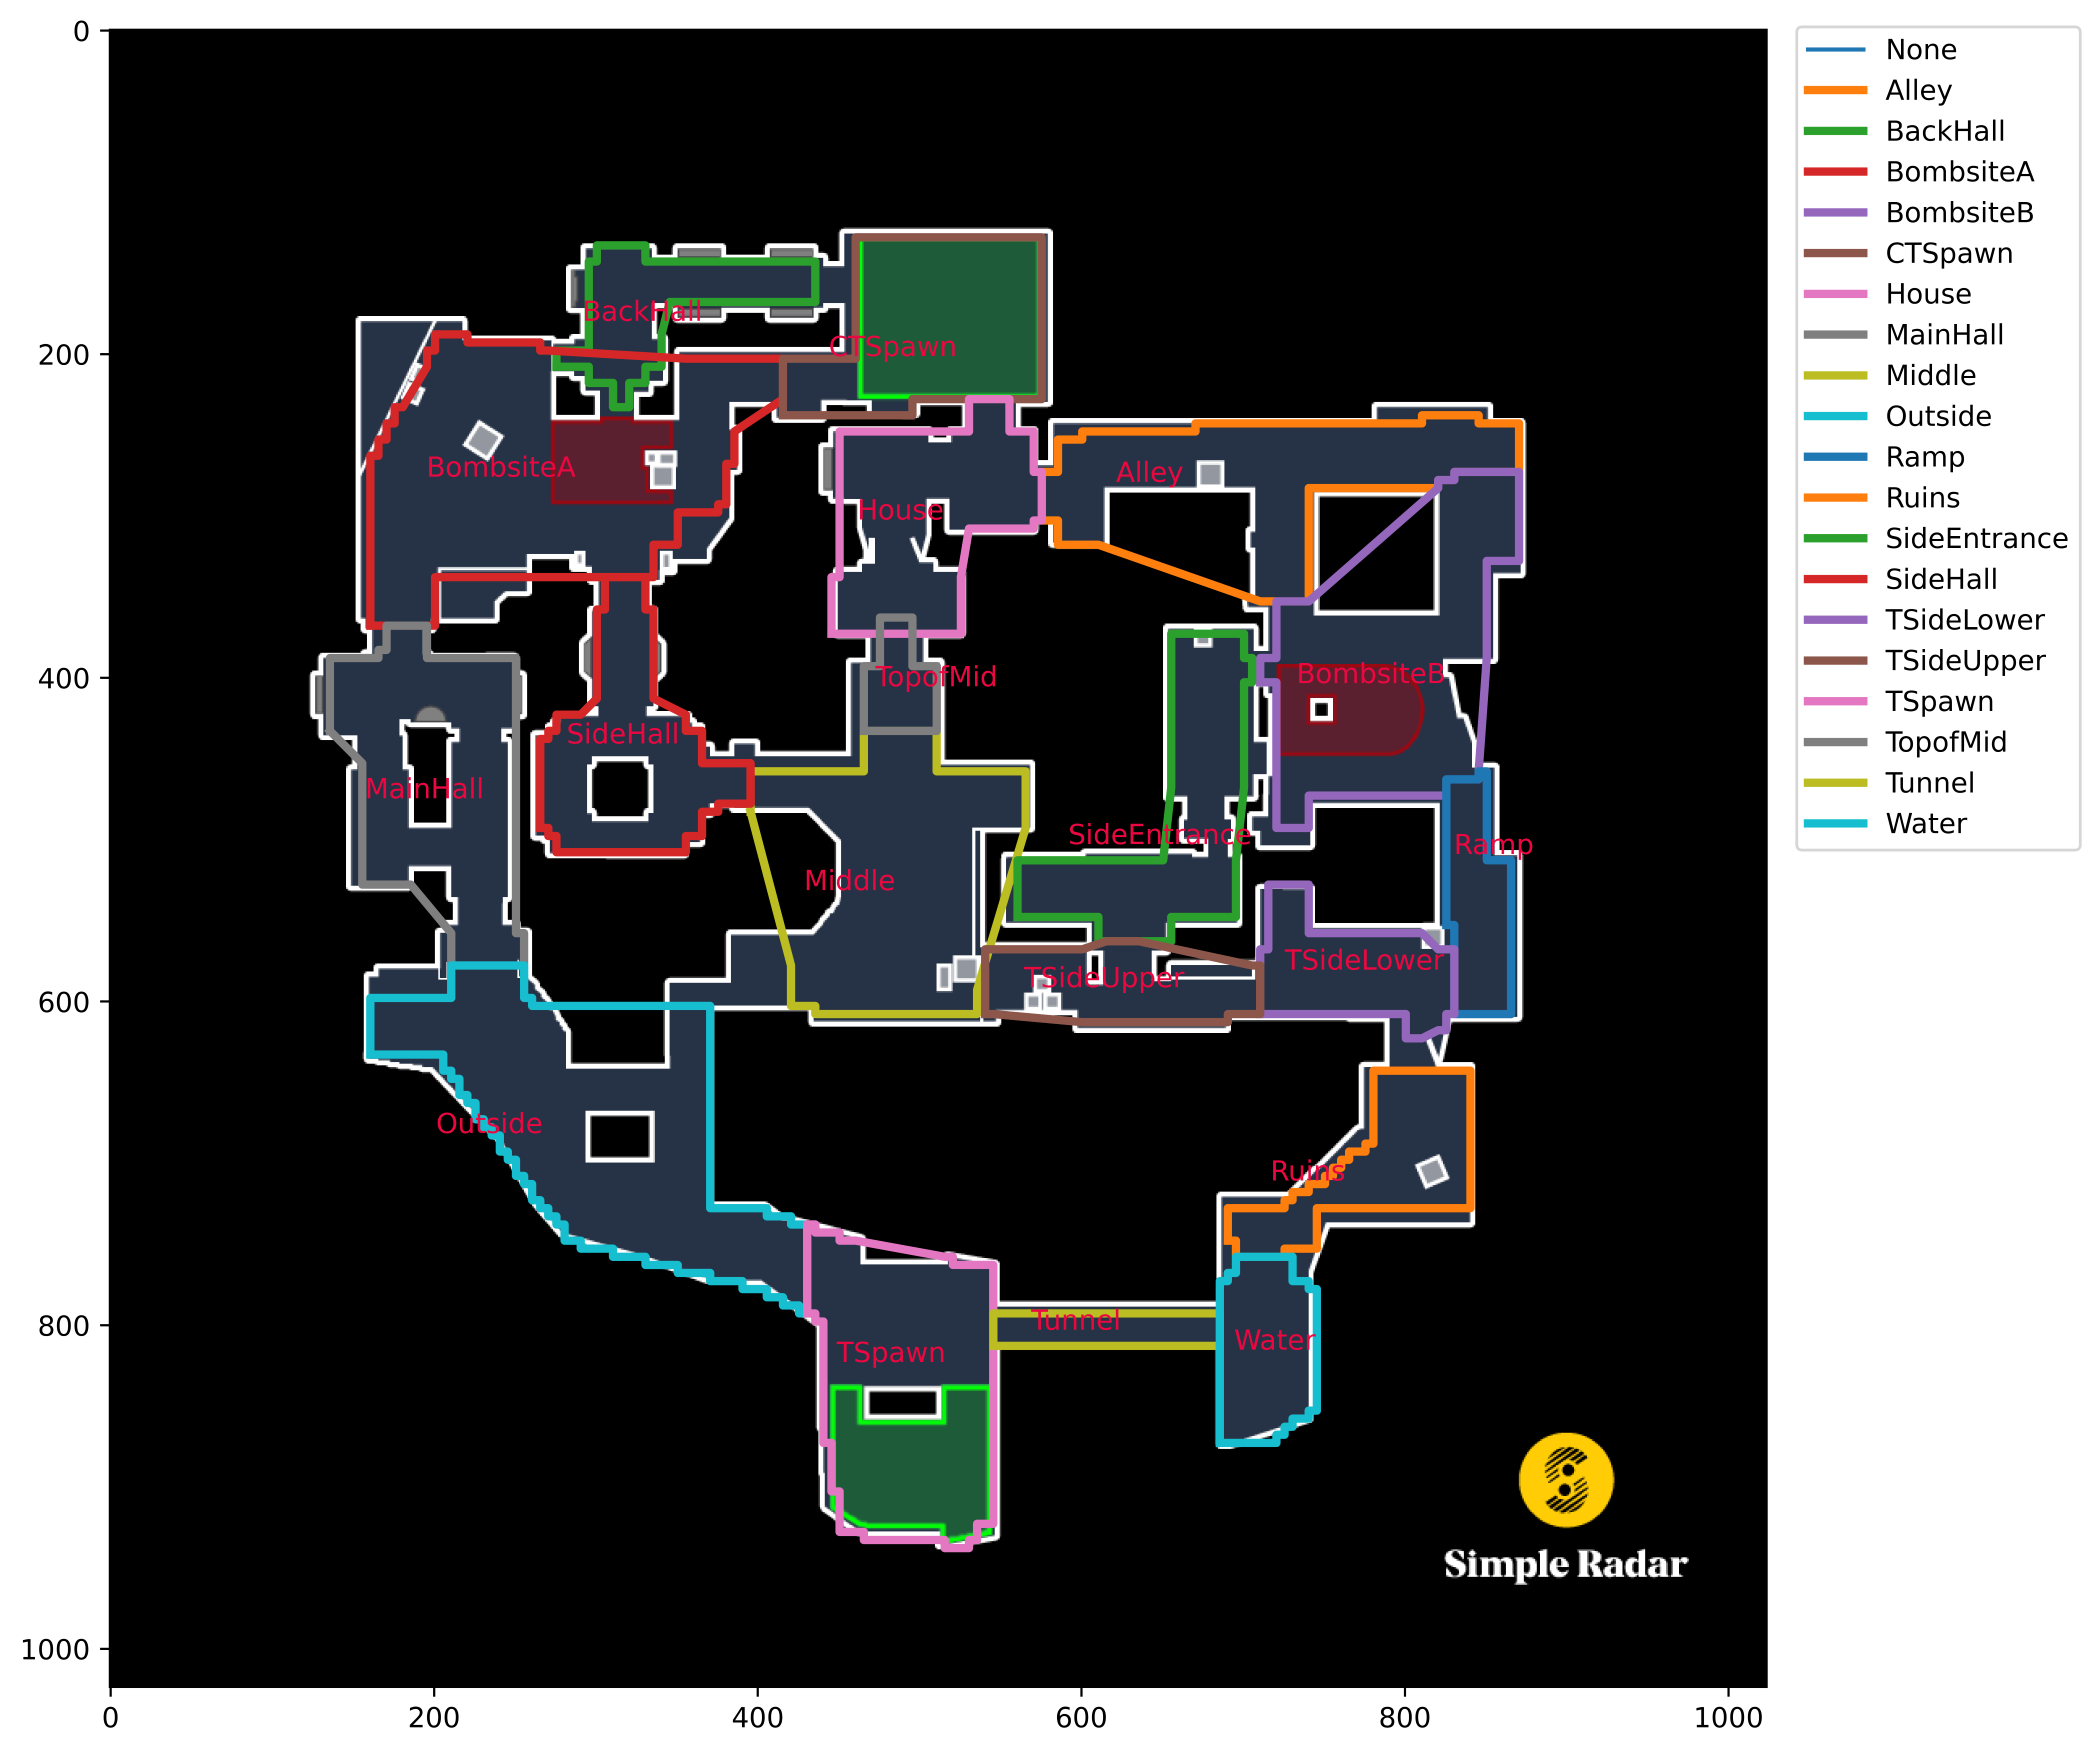 0
200
400
600
800
1000
0
200
400
600
800
1000
BackHall
CTSpawn
BombsiteA
Alley
House
BombsiteB
TopofMid
SideHall
MainHall
SideEntrance
Ramp
Middle
TSideLower
TSideUpper
Outside
Ruins
Tunnel
Water
TSpawn
Simple Radar
None
Alley
BackHall
BombsiteA
BombsiteB
CTSpawn
House
MainHall
Middle
Outside
Ramp
Ruins
SideEntrance
SideHall
TSideLower
TSideUpper
TSpawn
TopofMid
Tunnel
Water